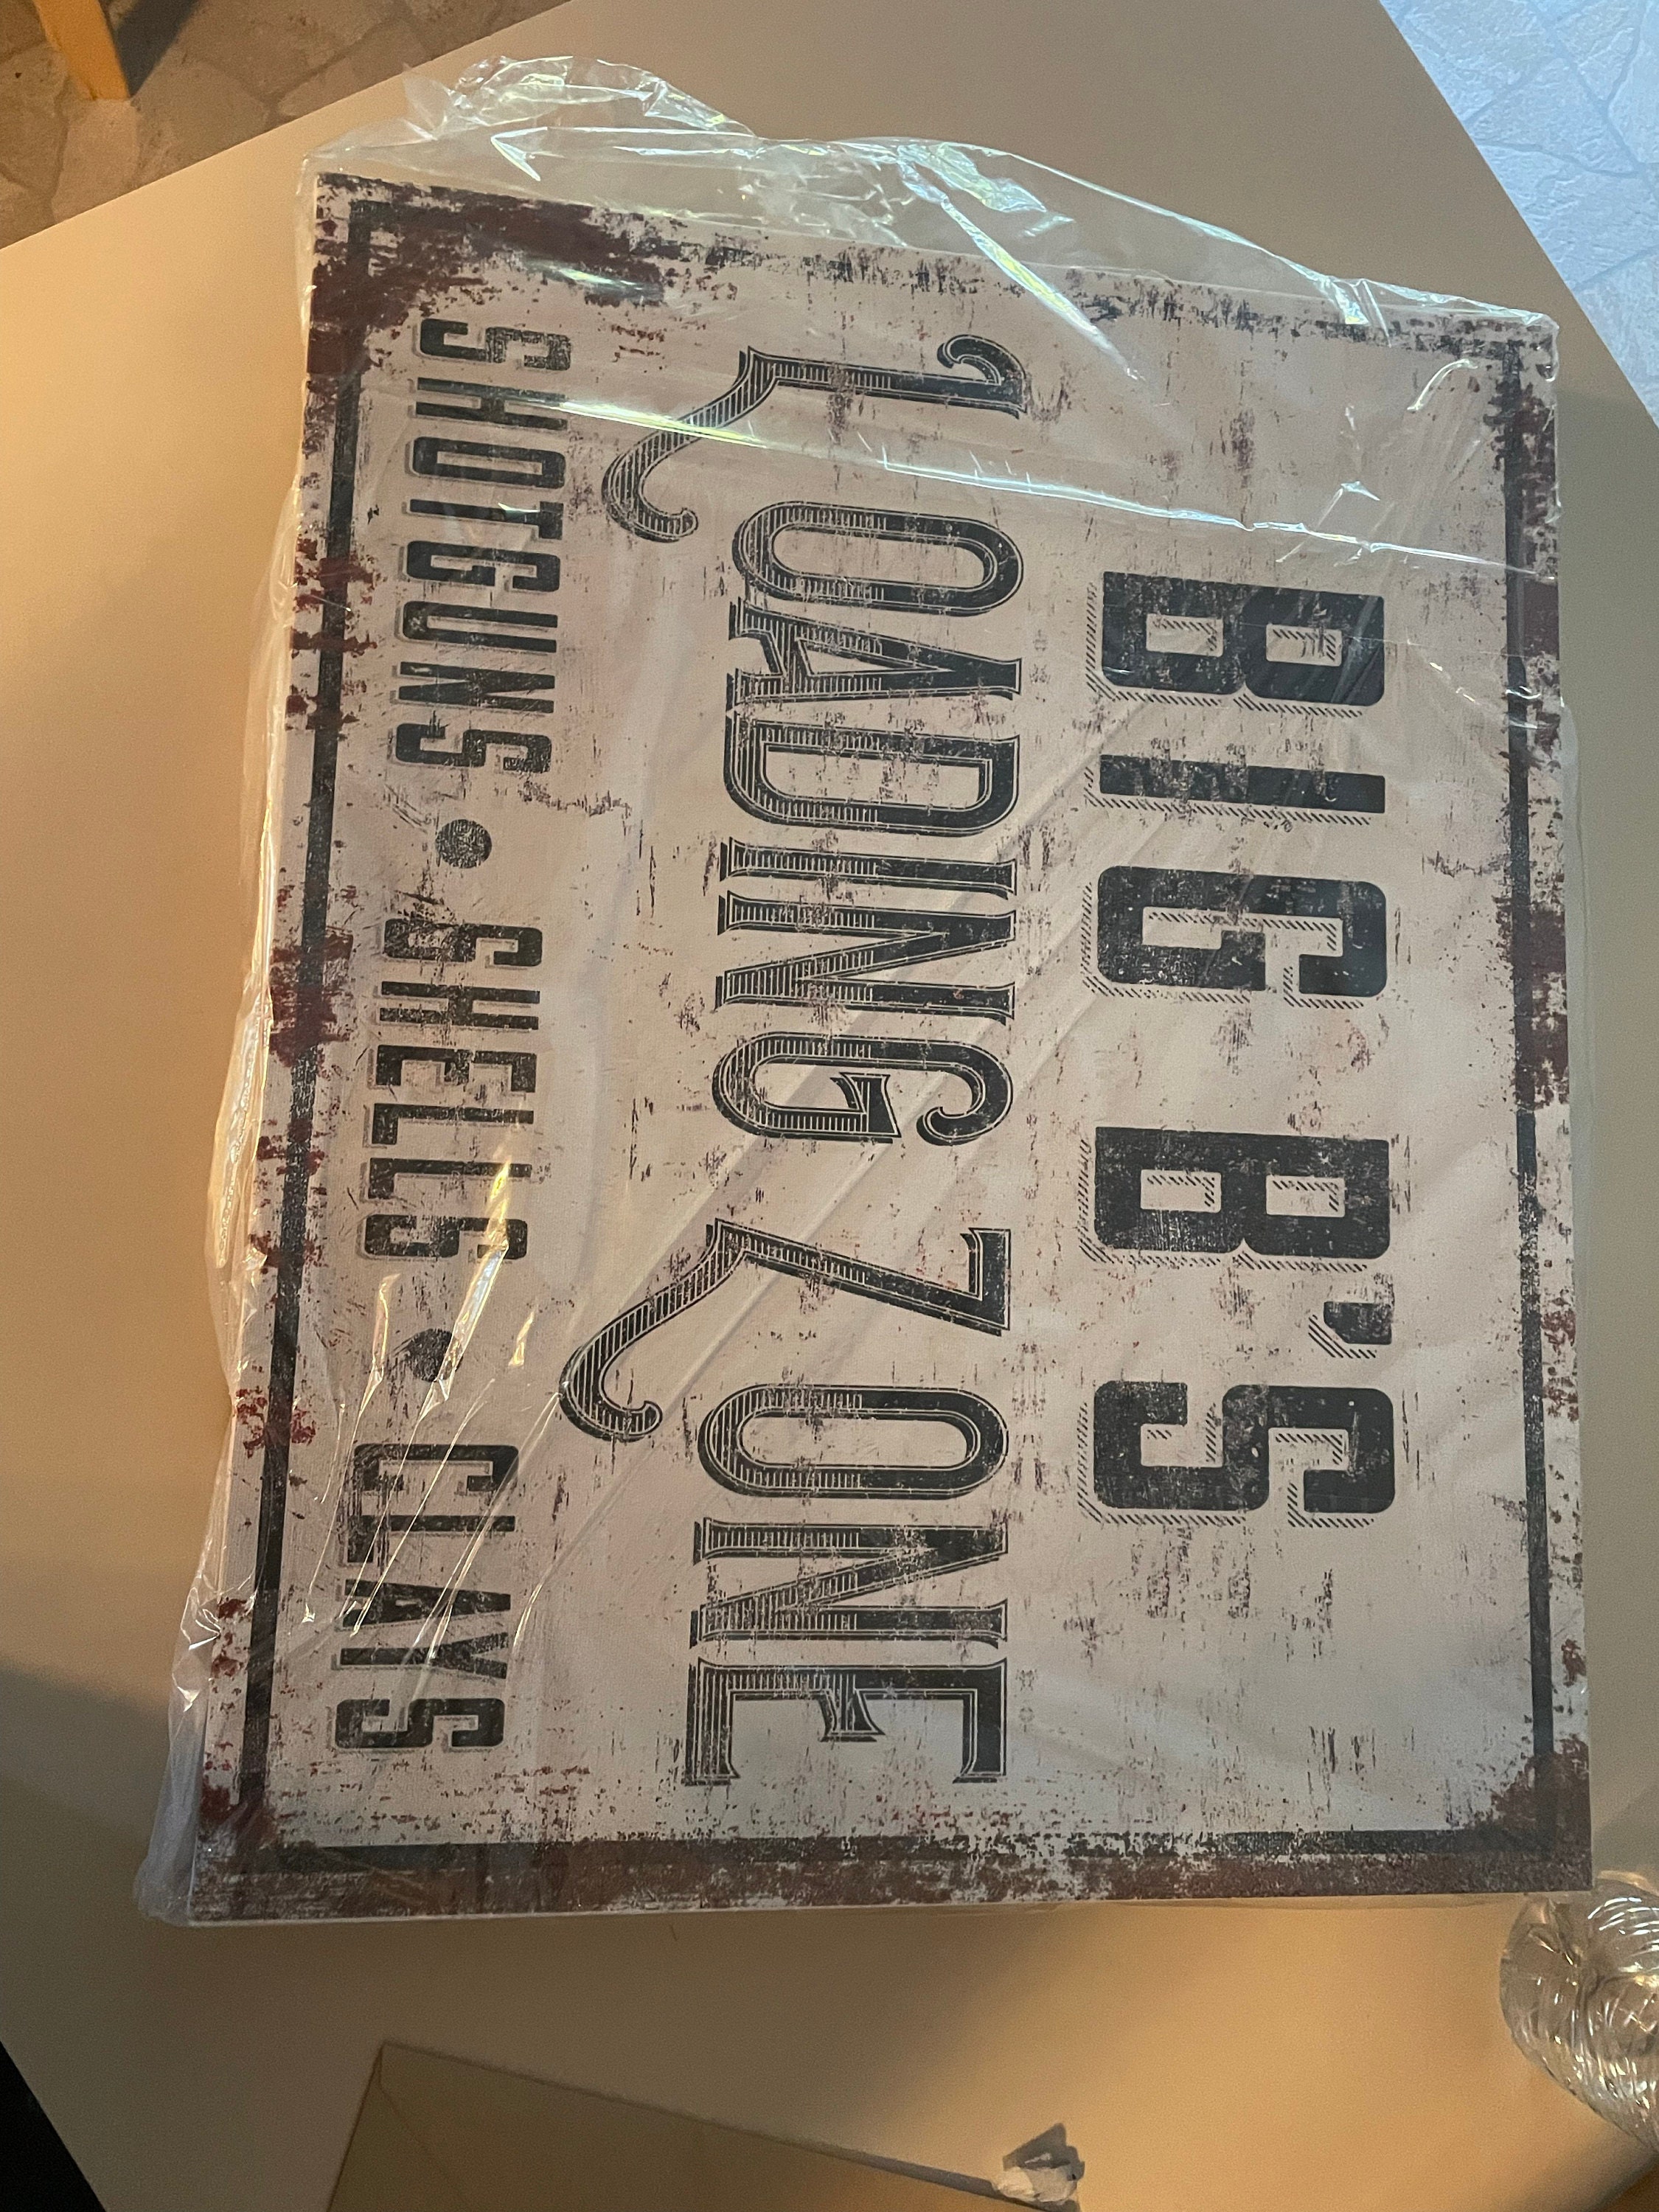 BIG B'S
LOADING ZONE
SHOTGUNS • SHELLS • CLAYS